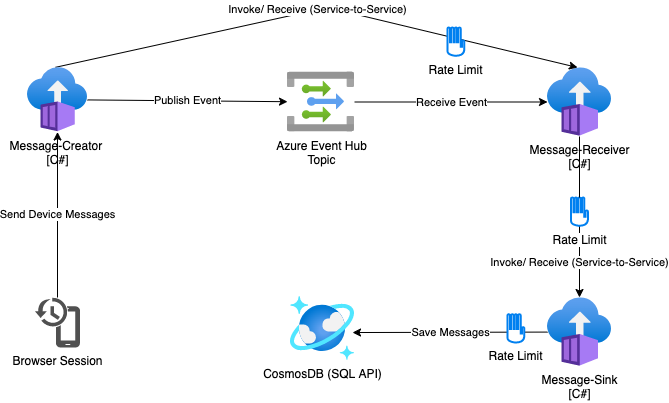 Invoke/ Receive (Service-to-Service)
Rate Limit
Publish Event
Receive Event
Message-Creator
[C#]
Azure Event Hub
Topic
Message-Receiver
[C#]
Send Device Messages
Rate Limit
Invoke/ Receive (Service-to-Service)
Save Messages
Rate Limit
Browser Session
CosmosDB (SQL API)
Message-Sink
[C#]